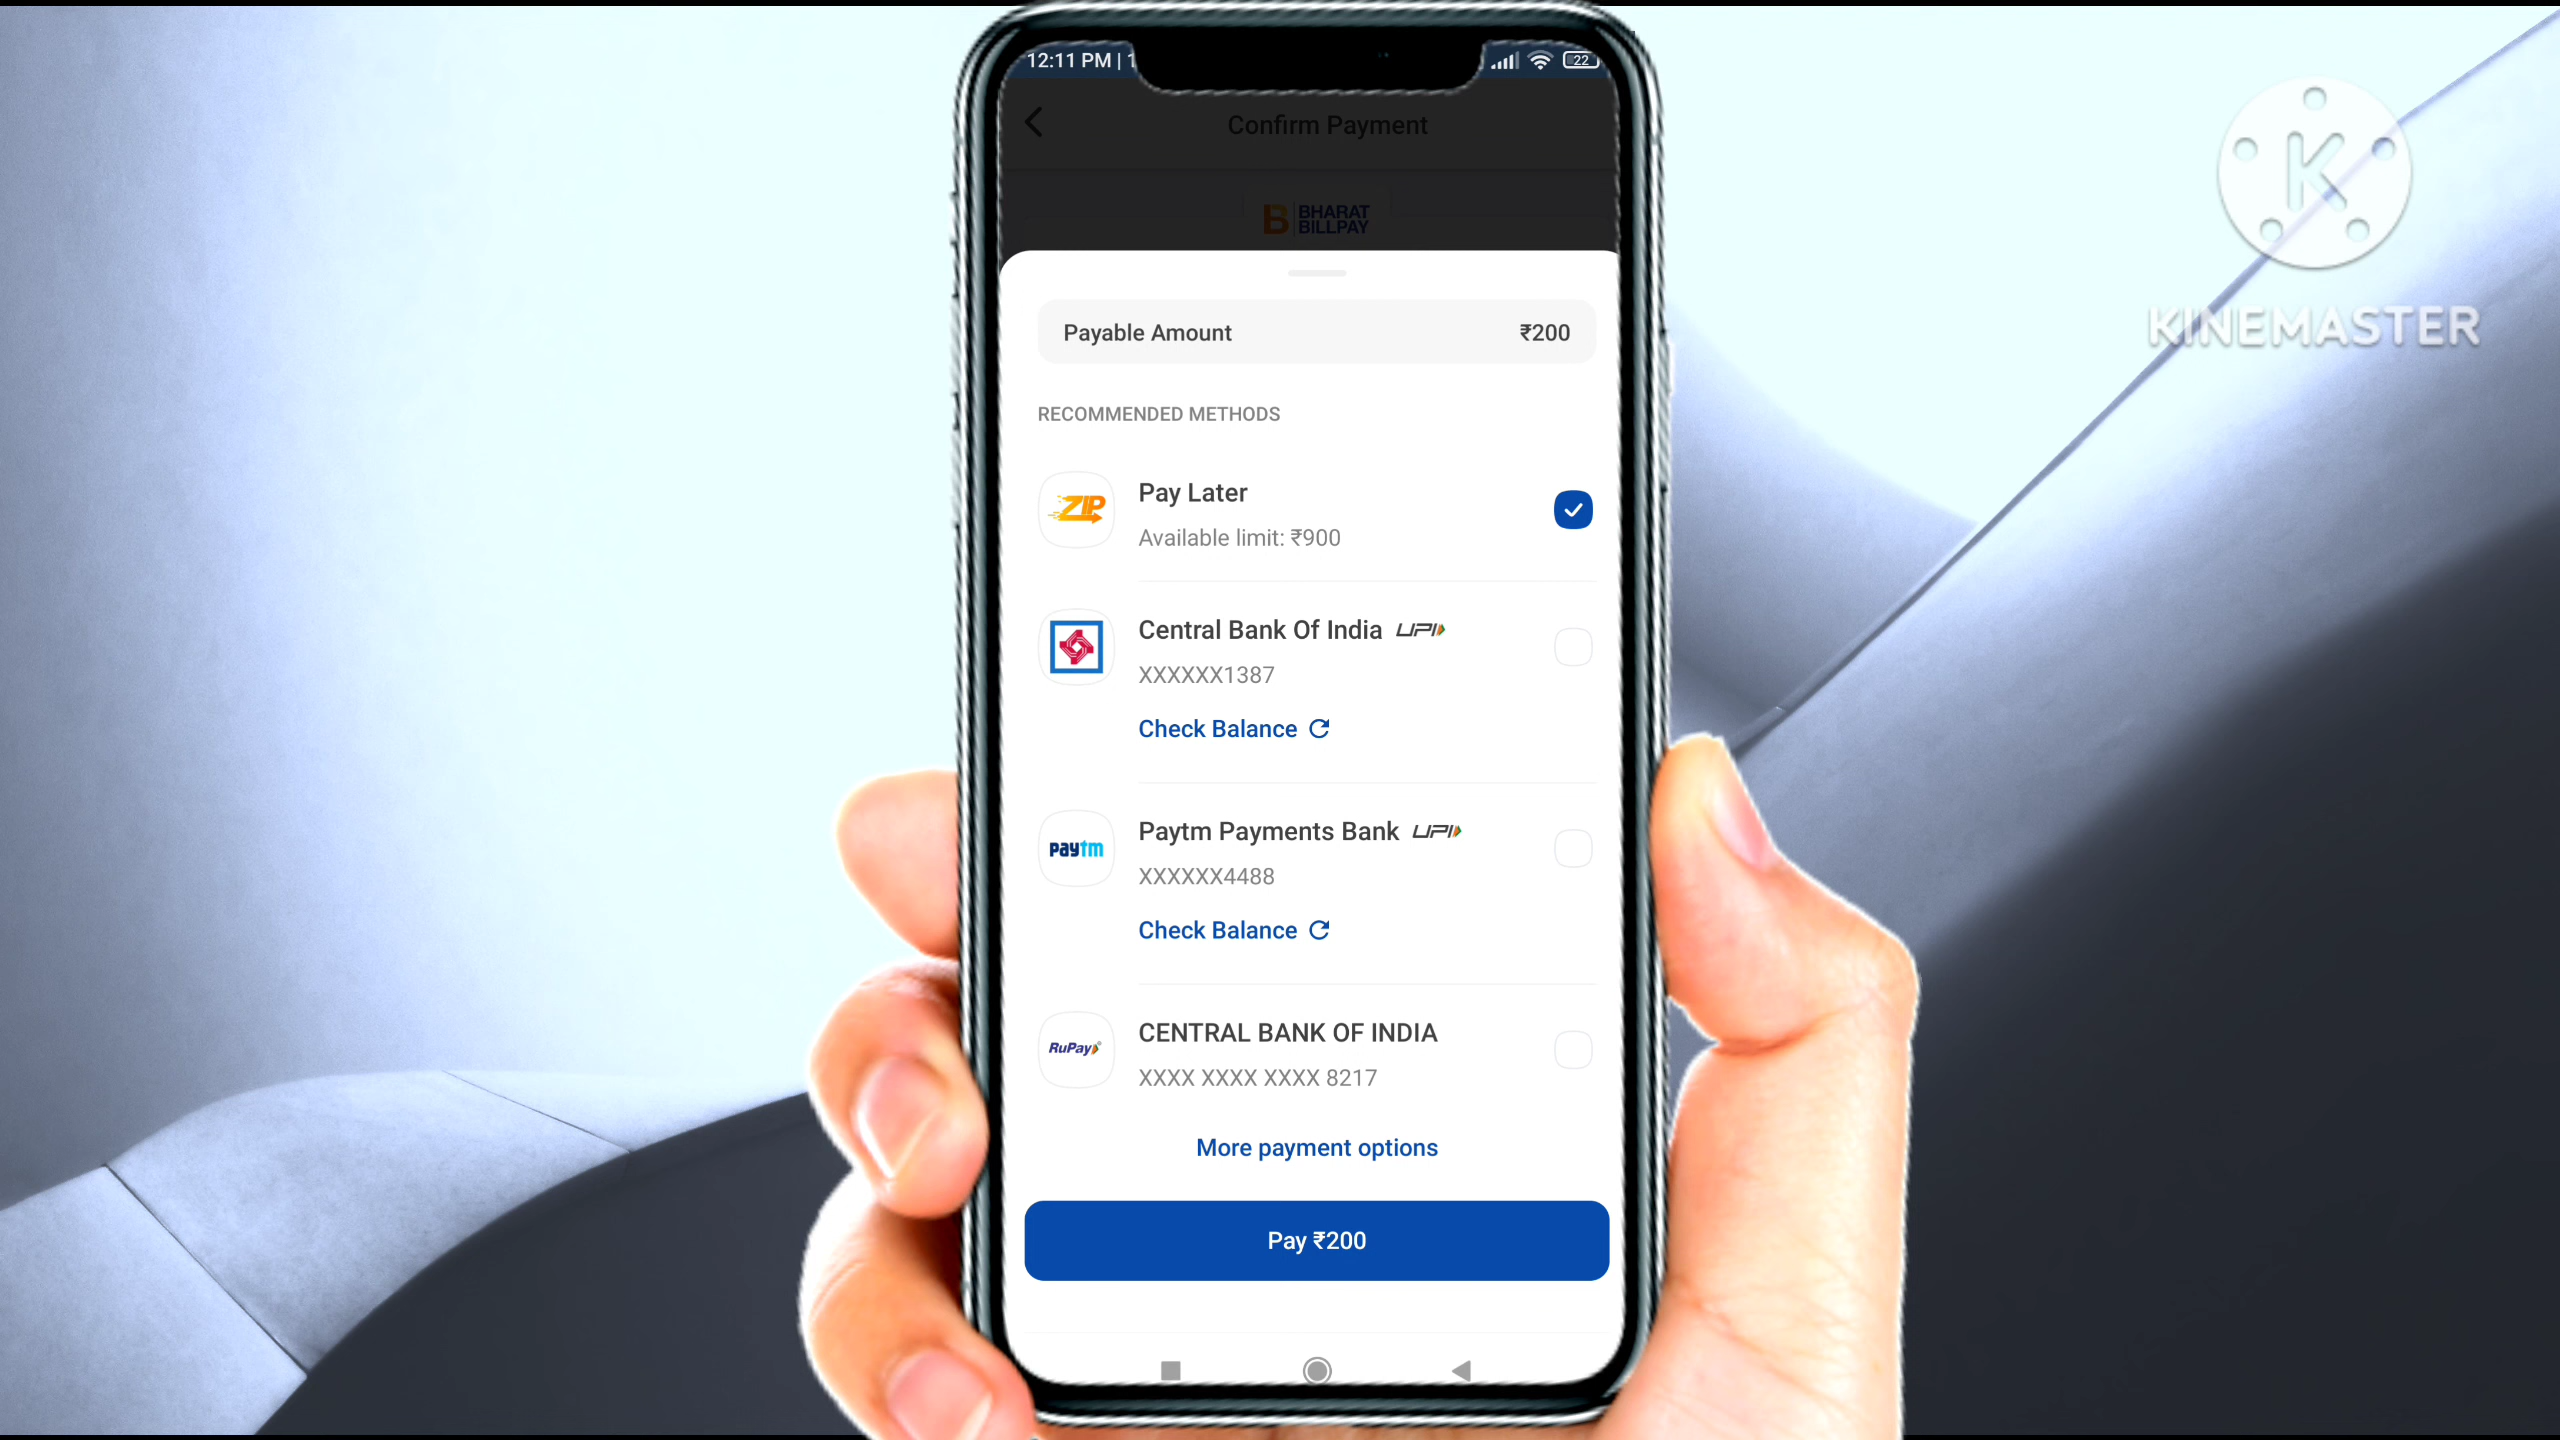 12:11 PM | 1
22
Confirm Payment
B BHARAT
BILLPAY
KINEMASTER
Payable Amount ₹200
RECOMMENDED METHODS
ZIP Pay Later
Available limit: ₹900
Central Bank Of India UPI
XXXXXX1387
Check Balance
paytm Paytm Payments Bank UPI
XXXXXX4488
Check Balance
RuPay CENTRAL BANK OF INDIA
XXXX XXXX XXXX 8217
More payment options
Pay ₹200